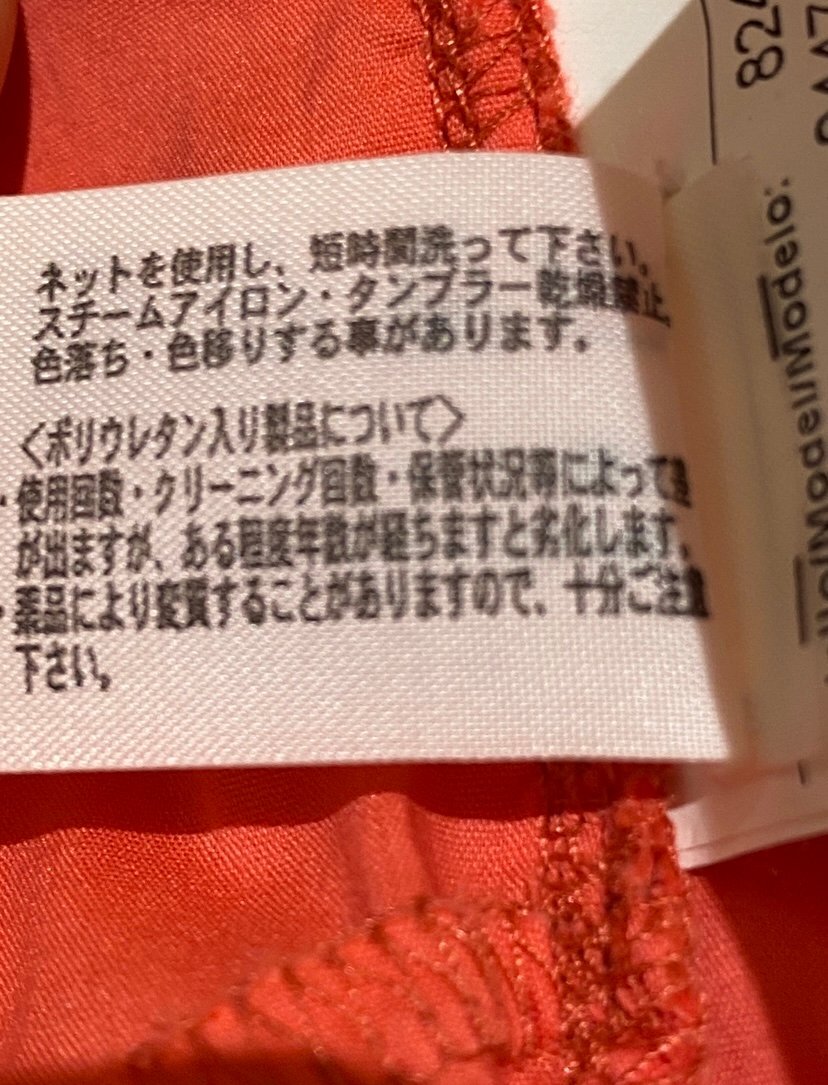 ネットを使用し、短時間洗って下さい。
スチームアイロン・タンブラー乾燥禁止。
色落ち・色移りする事があります。
〈ポリウレタン入り製品について〉
・使用回数・クリーニング回数・保管状況等によって差
が出ますが、ある程度年数が経ちますと劣化します。
・薬品により変質することがありますので、十分ご注意
下さい。
824
/Model/Modelo: